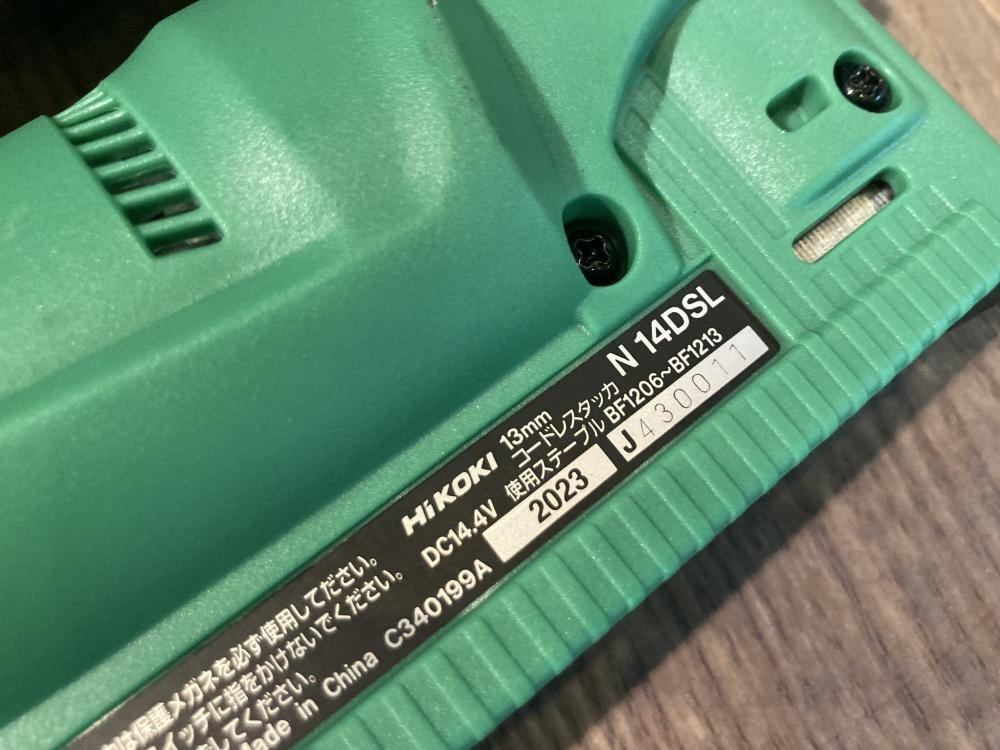 HiKOKI 13mm コードレスタッカ N 14DSL
DC14.4V 使用ステープル BF1206~BF1213
C340199A 2023 J430011
は保護メガネを必ず使用してください。
イッチに指をかけないでください。
してください。
Made in China